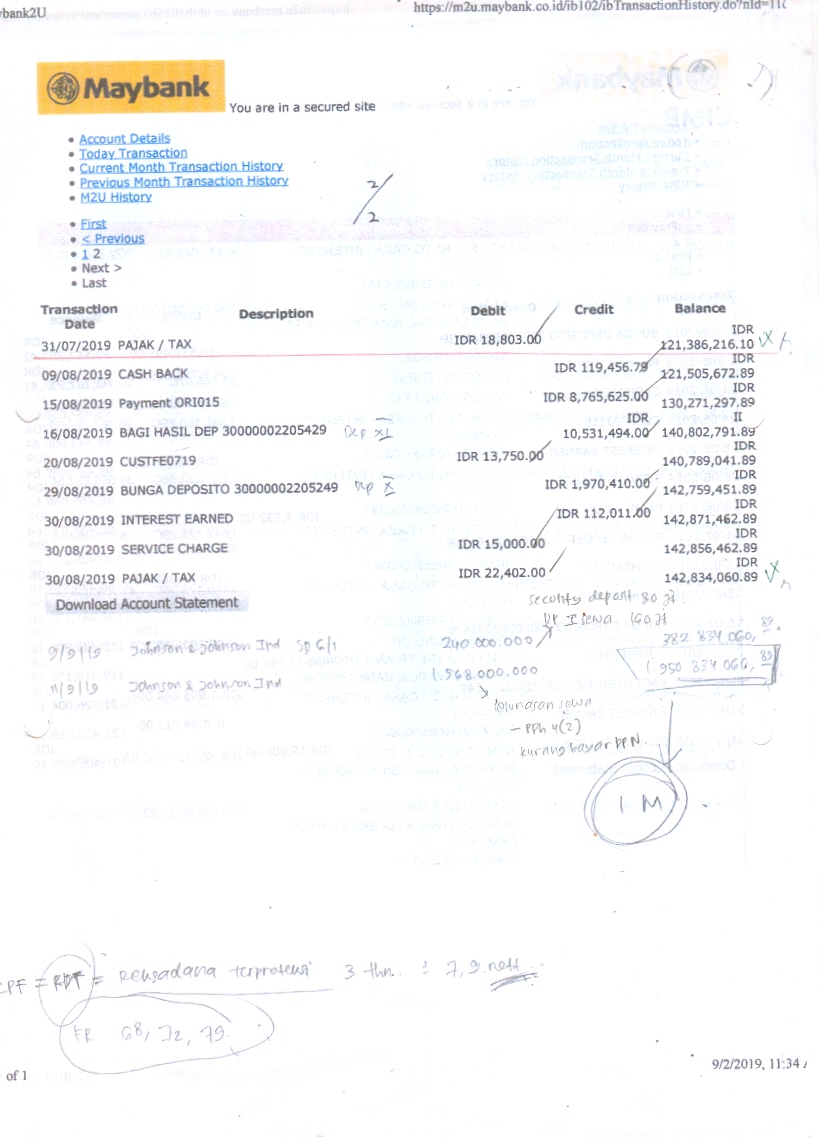 ybank2U https://m2u.maybank.co.id/ib102/ibTransactionHistory.do?nId=110
Maybank You are in a secured site
• Account Details
• Today Transaction
• Current Month Transaction History
• Previous Month Transaction History
• M2U History
2/2
• First
• < Previous
• 1 2
• Next >
• Last
Transaction Date Description Debit Credit Balance
31/07/2019 PAJAK / TAX IDR 18,803.00 IDR 121,386,216.10
09/08/2019 CASH BACK IDR 119,456.79 IDR 121,505,672.89
15/08/2019 Payment ORI015 IDR 8,765,625.00 IDR 130,271,297.89
16/08/2019 BAGI HASIL DEP 30000002205429 Dep IDR 10,531,494.00 140,802,791.89
20/08/2019 CUSTFE0719 IDR 13,750.00 IDR 140,789,041.89
29/08/2019 BUNGA DEPOSITO 30000002205249 Dep IDR 1,970,410.00 IDR 142,759,451.89
30/08/2019 INTEREST EARNED IDR 112,011.00 IDR 142,871,462.89
30/08/2019 SERVICE CHARGE IDR 15,000.00 IDR 142,856,462.89
30/08/2019 PAJAK / TAX IDR 22,402.00 IDR 142,834,060.89
Download Account Statement
security deposit 80 jt
Dp I sewa 160 jt
9/9/19 Johnson & Johnson Ind 240.000.000 382 834 060, 89
11/9/19 Johnson & Johnson Ind 1.568.000.000 1.950 834 060, 89
pelunasan sewa
- PPh 4(2)
kurang bayar PPN
1 M
CPF = RDT = Reksadana terproteksi 3 thn ± 7,9 nett
FR 68, 72, 79.
of 1 9/2/2019, 11:34